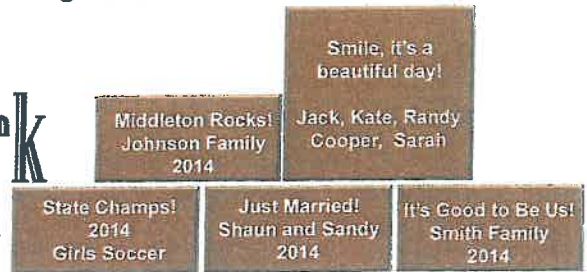 Smile, it's a
beautiful day!
Jack, Kate, Randy
Cooper, Sarah
Middleton Rocks!
Johnson Family
2014
State Champs!
2014
Girls Soccer
Just Married!
Shaun and Sandy
2014
It's Good to Be Us!
Smith Family
2014